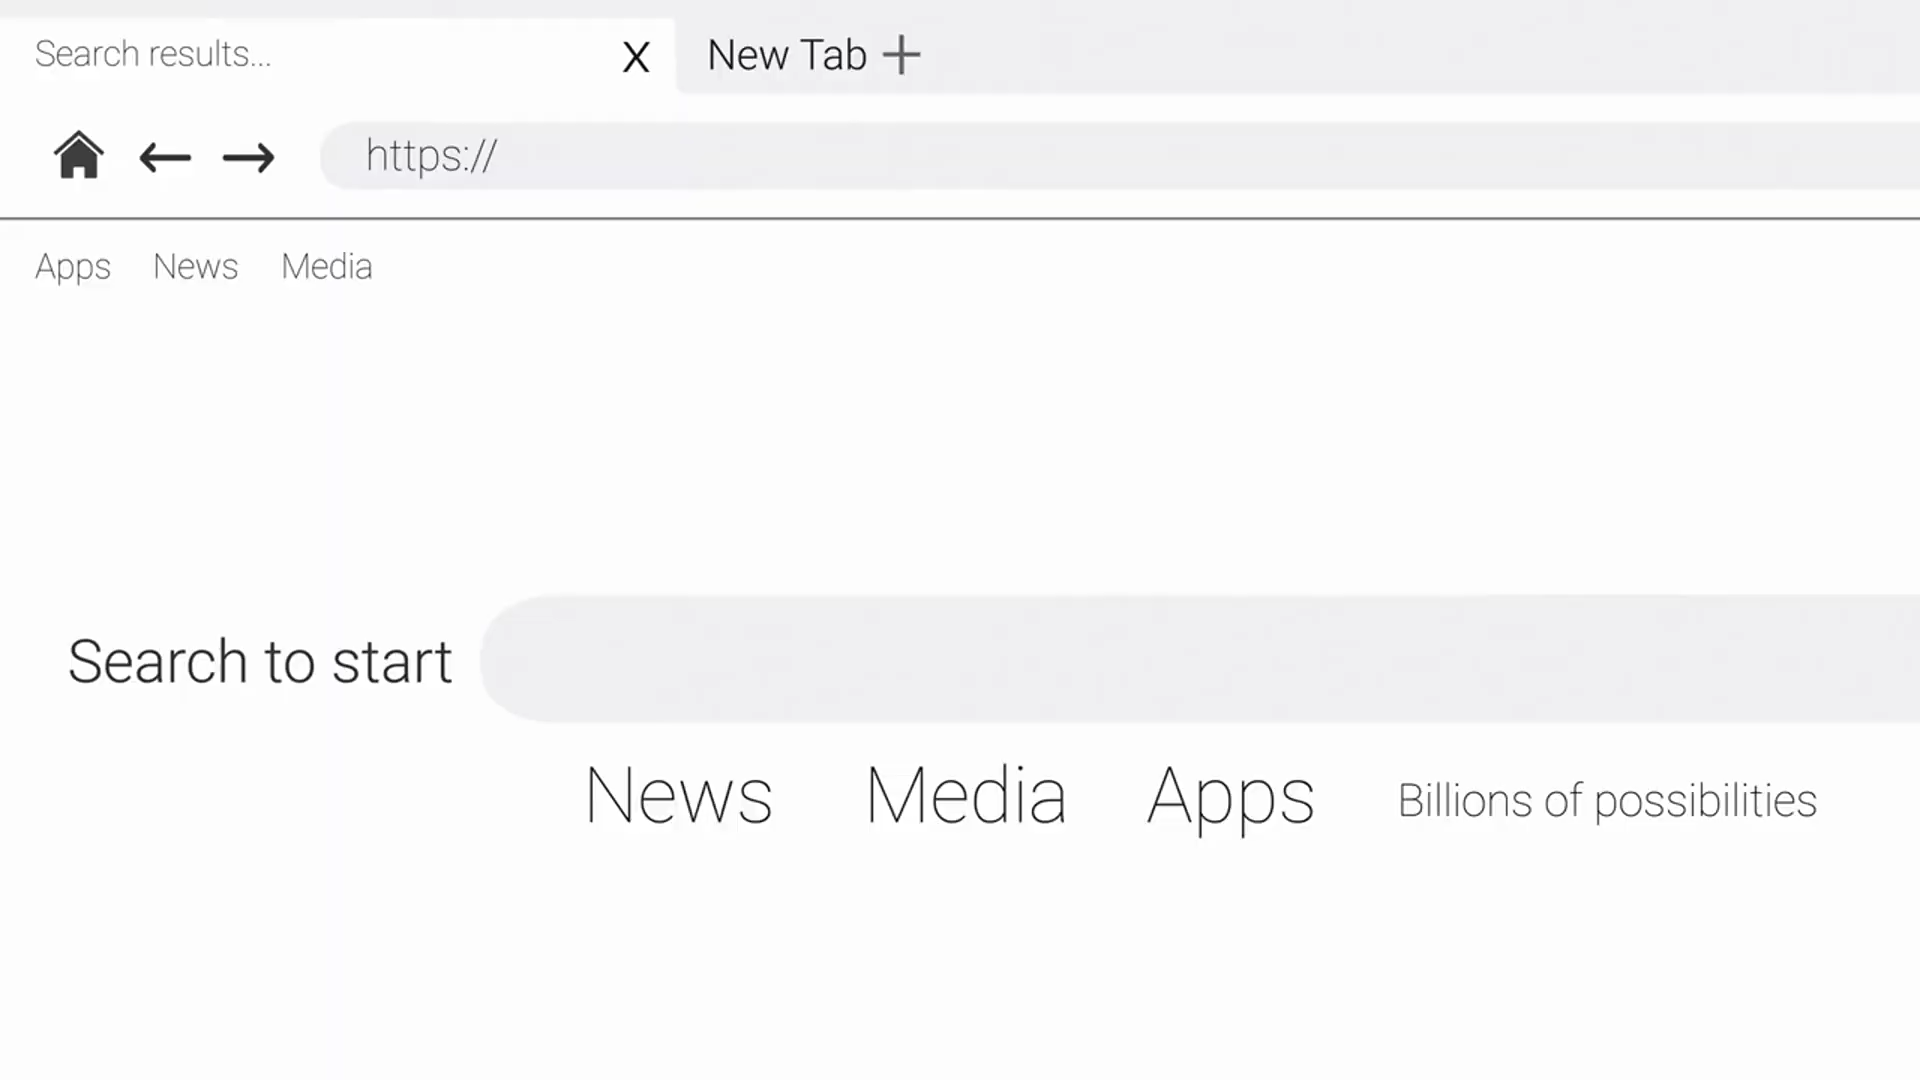 Search results... X New Tab +
https://
Apps News Media
Search to start
News Media Apps Billions of possibilities